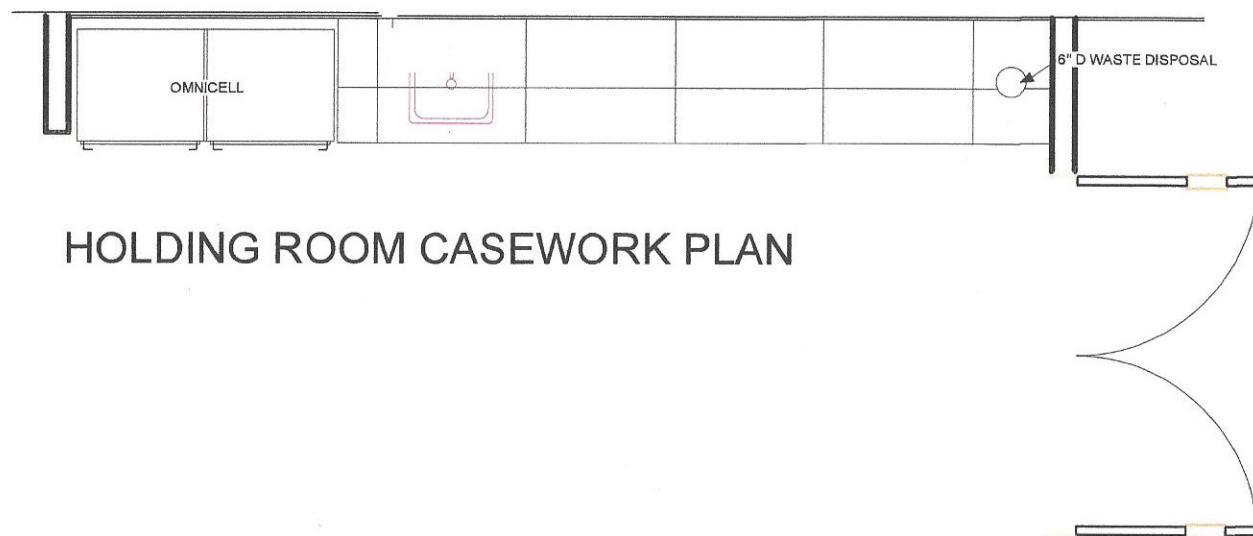 OMNICELL
6" D WASTE DISPOSAL
HOLDING ROOM CASEWORK PLAN